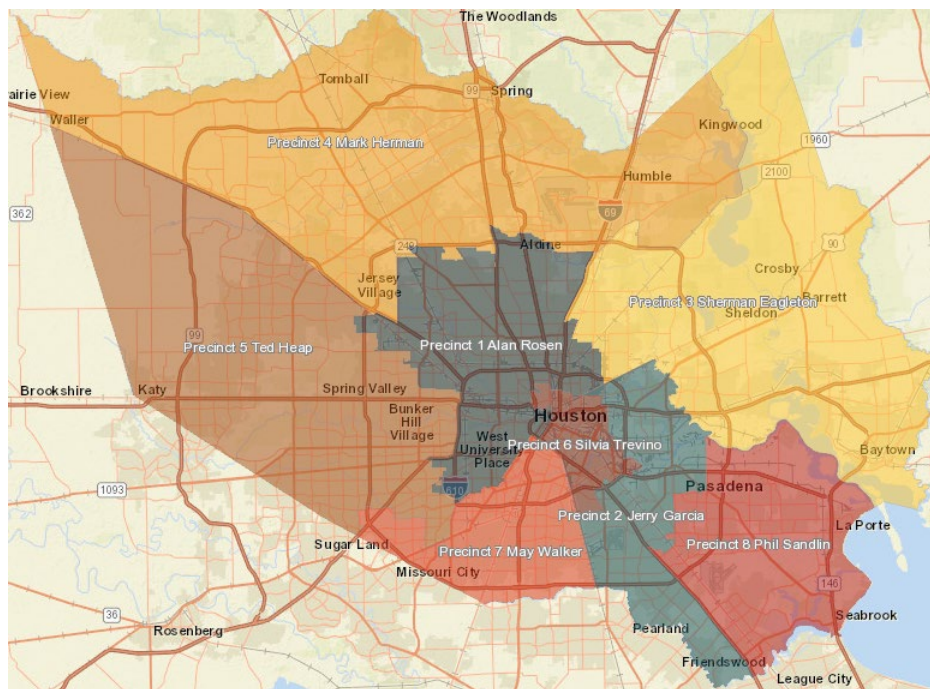 The Woodlands
Tomball
99
Spring
airie View
Waller
Kingwood
1960
Precinct 4 Mark Herman
2100
Humble
362
69
90
249
Aldine
Crosby
Jersey
Village
Barrett
Precinct 3 Sherman Eagleton
Sheldon
99
Precinct 5 Ted Heap
Precinct 1 Alan Rosen
Brookshire
Katy
Spring Valley
Bunker
Hill
Village
Houston
West
University
Place
Precinct 6 Silvia Trevino
Baytown
1093
610
Pasadena
Precinct 2 Jerry Garcia
La Porte
Sugar Land
Precinct 7 May Walker
Precinct 8 Phil Sandlin
Missouri City
146
36
Seabrook
Rosenberg
Pearland
Friendswood
League City